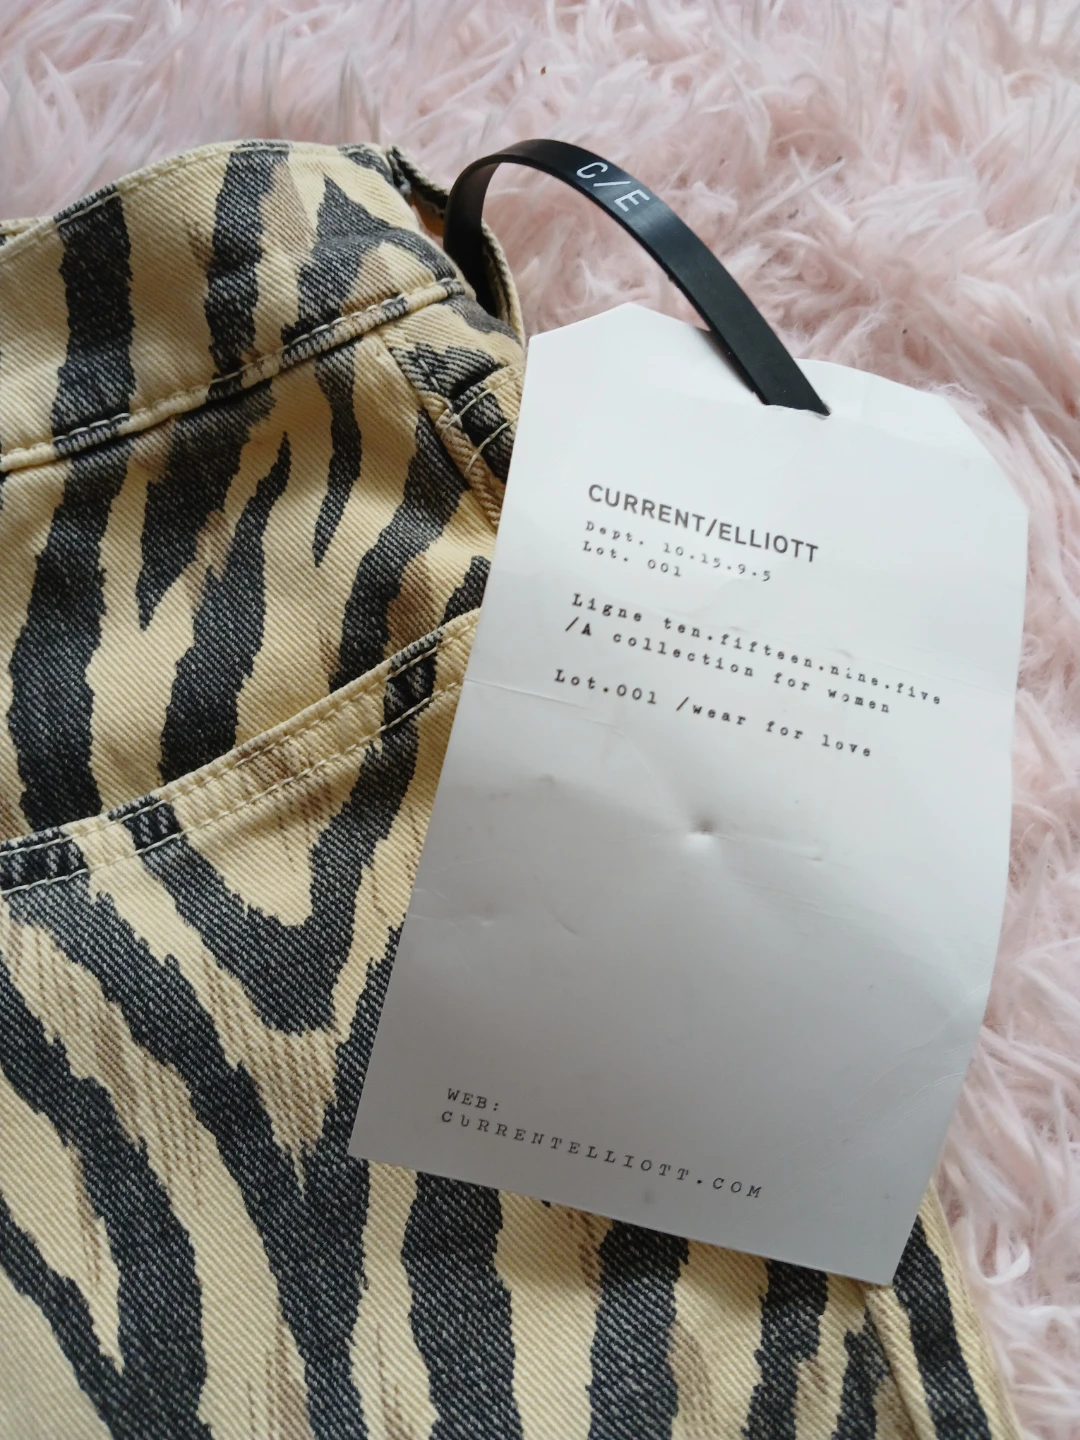 C/E
CURRENT/ELLIOTT
Dept. 10.15.9.5
Lot. 001
Ligne ten.fifteen.nine.five
/A collection for women
Lot.001 /wear for love
WEB:
CURRENTELLIOTT.COM